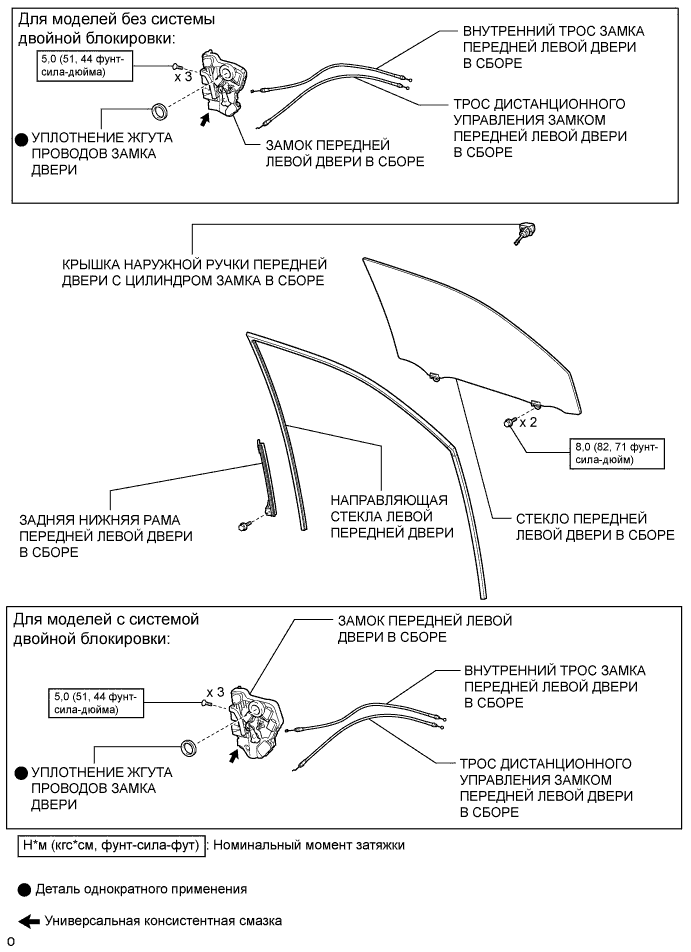 Для моделей без системы
двойной блокировки:
5,0 (51, 44 фунт-
сила-дюйма)
x 3
ВНУТРЕННИЙ ТРОС ЗАМКА
ПЕРЕДНЕЙ ЛЕВОЙ ДВЕРИ
В СБОРЕ
ТРОС ДИСТАНЦИОННОГО
УПРАВЛЕНИЯ ЗАМКОМ
ПЕРЕДНЕЙ ЛЕВОЙ ДВЕРИ
В СБОРЕ
УПЛОТНЕНИЕ ЖГУТА
ПРОВОДОВ ЗАМКА
ДВЕРИ
ЗАМОК ПЕРЕДНЕЙ
ЛЕВОЙ ДВЕРИ В СБОРЕ
КРЫШКА НАРУЖНОЙ РУЧКИ ПЕРЕДНЕЙ
ДВЕРИ С ЦИЛИНДРОМ ЗАМКА В СБОРЕ
x 2
8,0 (82, 71 фунт-
сила-дюйм)
ЗАДНЯЯ НИЖНЯЯ РАМА
ПЕРЕДНЕЙ ЛЕВОЙ ДВЕРИ
В СБОРЕ
НАПРАВЛЯЮЩАЯ
СТЕКЛА ЛЕВОЙ
ПЕРЕДНЕЙ ДВЕРИ
СТЕКЛО ПЕРЕДНЕЙ
ЛЕВОЙ ДВЕРИ В СБОРЕ
Для моделей с системой
двойной блокировки:
ЗАМОК ПЕРЕДНЕЙ ЛЕВОЙ
ДВЕРИ В СБОРЕ
5,0 (51, 44 фунт-
сила-дюйма)
x 3
ВНУТРЕННИЙ ТРОС ЗАМКА
ПЕРЕДНЕЙ ЛЕВОЙ ДВЕРИ
В СБОРЕ
УПЛОТНЕНИЕ ЖГУТА
ПРОВОДОВ ЗАМКА
ДВЕРИ
ТРОС ДИСТАНЦИОННОГО
УПРАВЛЕНИЯ ЗАМКОМ
ПЕРЕДНЕЙ ЛЕВОЙ ДВЕРИ
В СБОРЕ
Н*м (кгс*см, фунт-сила-фут) : Номинальный момент затяжки
Деталь однократного применения
Универсальная консистентная смазка
O